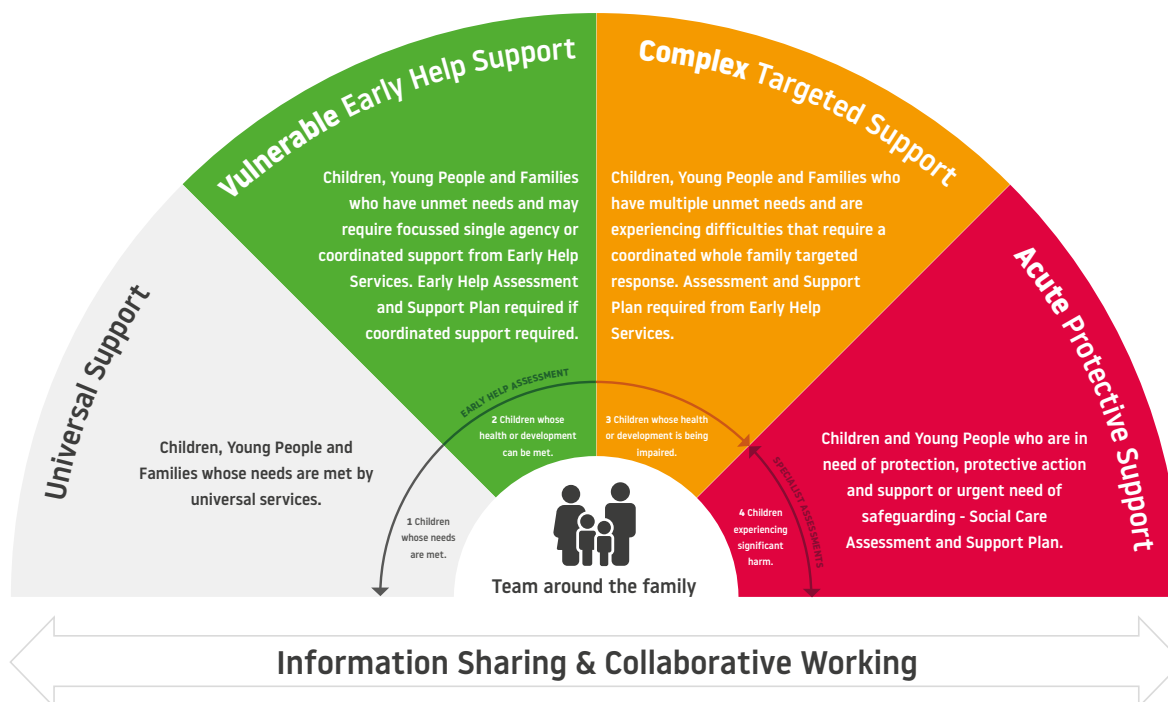 Universal Support
Children, Young People and
Families whose needs are met by
universal services.
1 Children
whose needs
are met.
Vulnerable Early Help Support
Children, Young People and Families
who have unmet needs and may
require focussed single agency or
coordinated support from Early Help
Services. Early Help Assessment
and Support Plan required if
coordinated support required.
EARLY HELP ASSESSMENT
2 Children whose
health or development
can be met.
Complex Targeted Support
Children, Young People and Families who
have multiple unmet needs and are
experiencing difficulties that require a
coordinated whole family targeted
response. Assessment and Support
Plan required from Early Help
Services.
3 Children whose health
or development is being
impaired.
Acute Protective Support
Children and Young People who are in
need of protection, protective action
and support or urgent need of
safeguarding - Social Care
Assessment and Support Plan.
SPECIALIST ASSESSMENTS
4 Children
experiencing
significant
harm.
Team around the family
Information Sharing & Collaborative Working